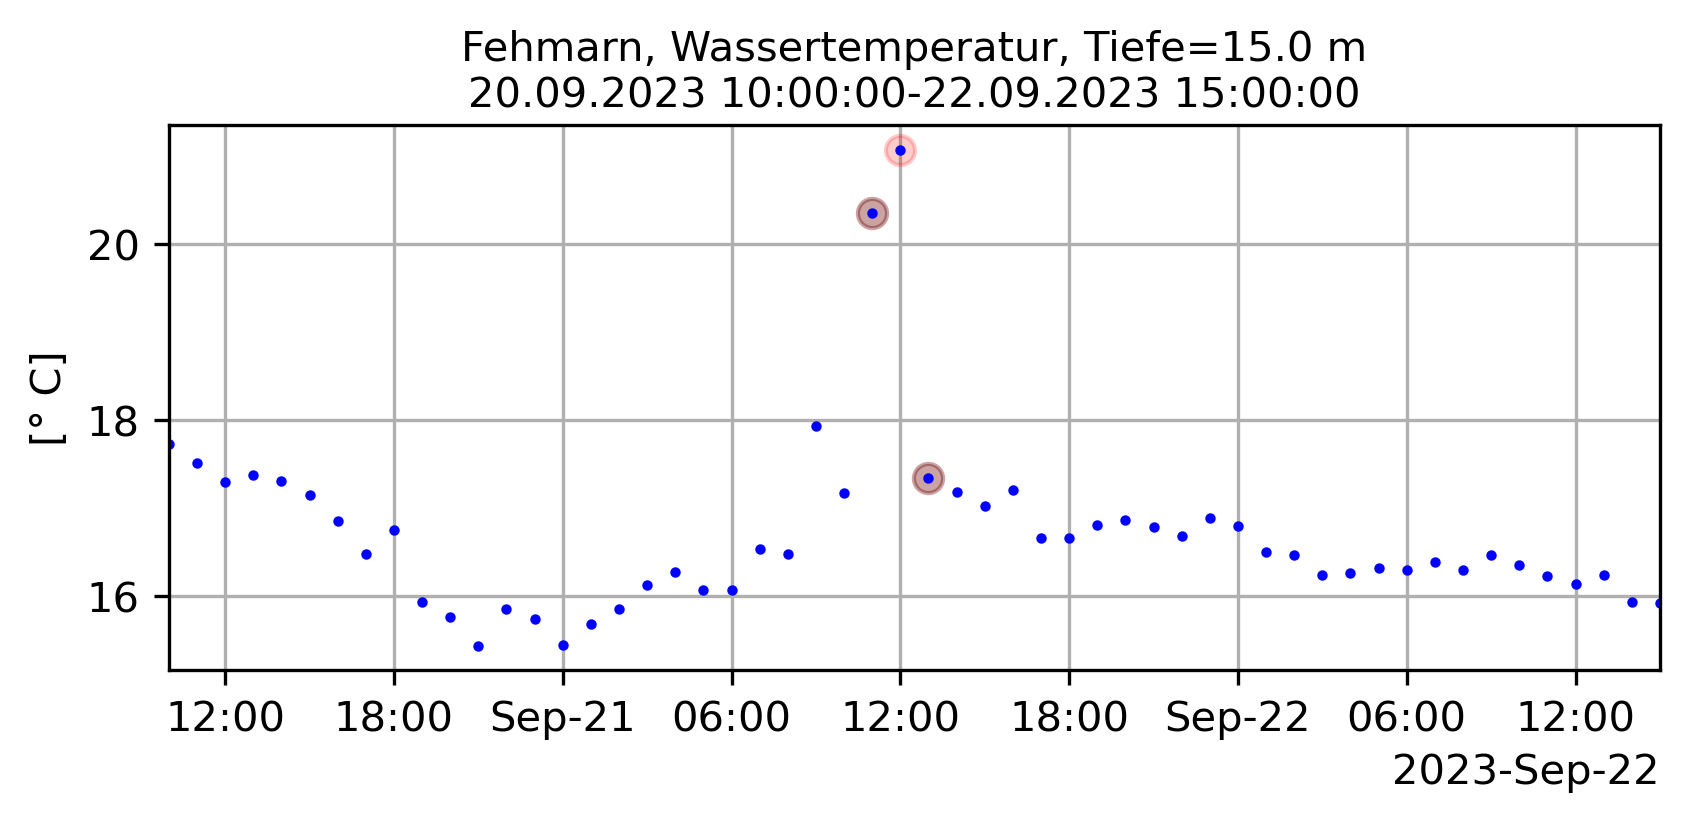 Fehmarn, Wassertemperatur, Tiefe=15.0 m
20.09.2023 10:00:00-22.09.2023 15:00:00
[° C]
20
18
16
12:00 18:00 Sep-21 06:00 12:00 18:00 Sep-22 06:00 12:00
2023-Sep-22